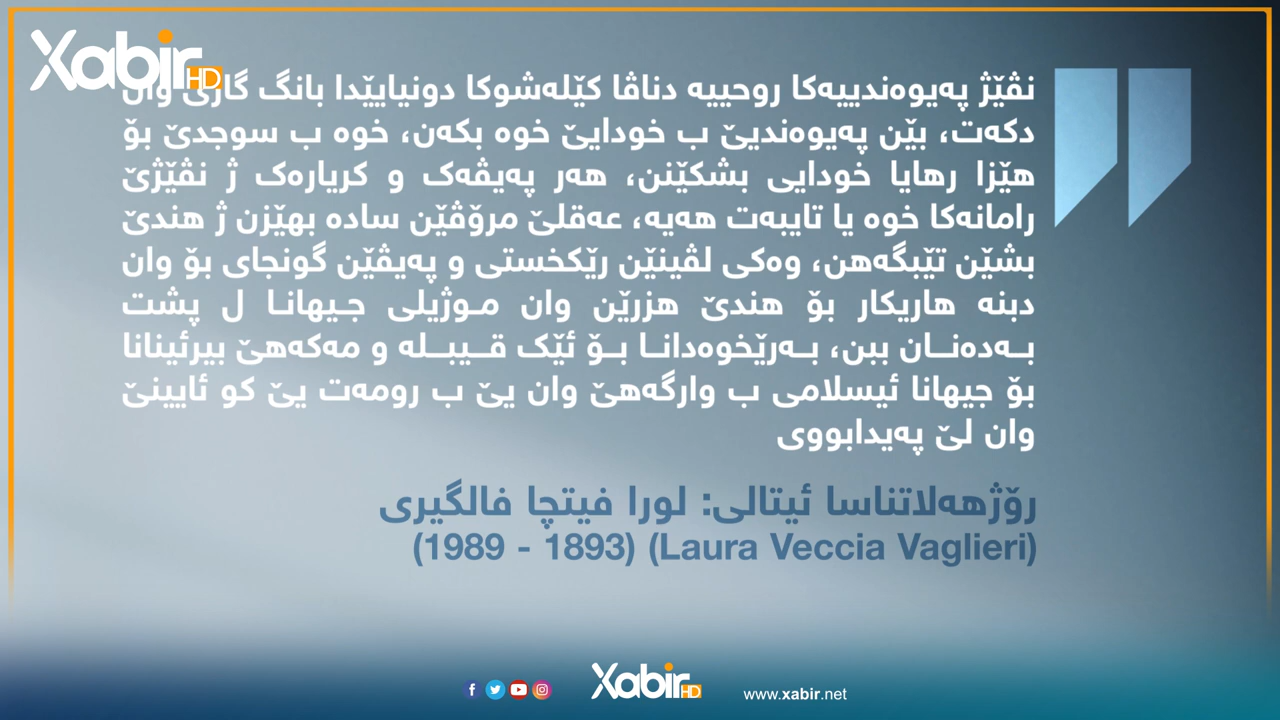 Xabir HD
نڤێژ پەیوەندییەکا روحییە دناڤا کێلەشوکا دونیایێدا بانگ گازی وان
دکەت، بێن پەیوەندیێ ب خودایێ خوە بکەن، خوە ب سوجدێ بۆ
هێزا رهایا خودایی بشکێنن، هەر پەیڤەک و کریارەک ژ نڤێژێ
رامانەکا خوە یا تایبەت هەیە، عەقلێ مرۆڤێن سادە بهێزن ژ هندێ
بشێن تێبگەهن، وەکی لڤینێن رێکخستی و پەیڤێن گونجای بۆ وان
دبنە هاریکار بۆ هندێ هزرێن وان مـوژیلی جـیهانـا ل پشت
بـەدەنـان ببن، بـەرێخوەدانـا بـۆ ئێک قـیبـلە و مەکەهێ بیرئینانا
بۆ جیهانا ئیسلامی ب وارگەهێ وان یێ ب رومەت یێ کو ئایینێ
وان لێ پەیدابووی
رۆژهەلاتناسا ئیتالی: لورا فیتچا فالگیری
(Laura Veccia Vaglieri) (1893 - 1989)
Xabir HD
www.xabir.net